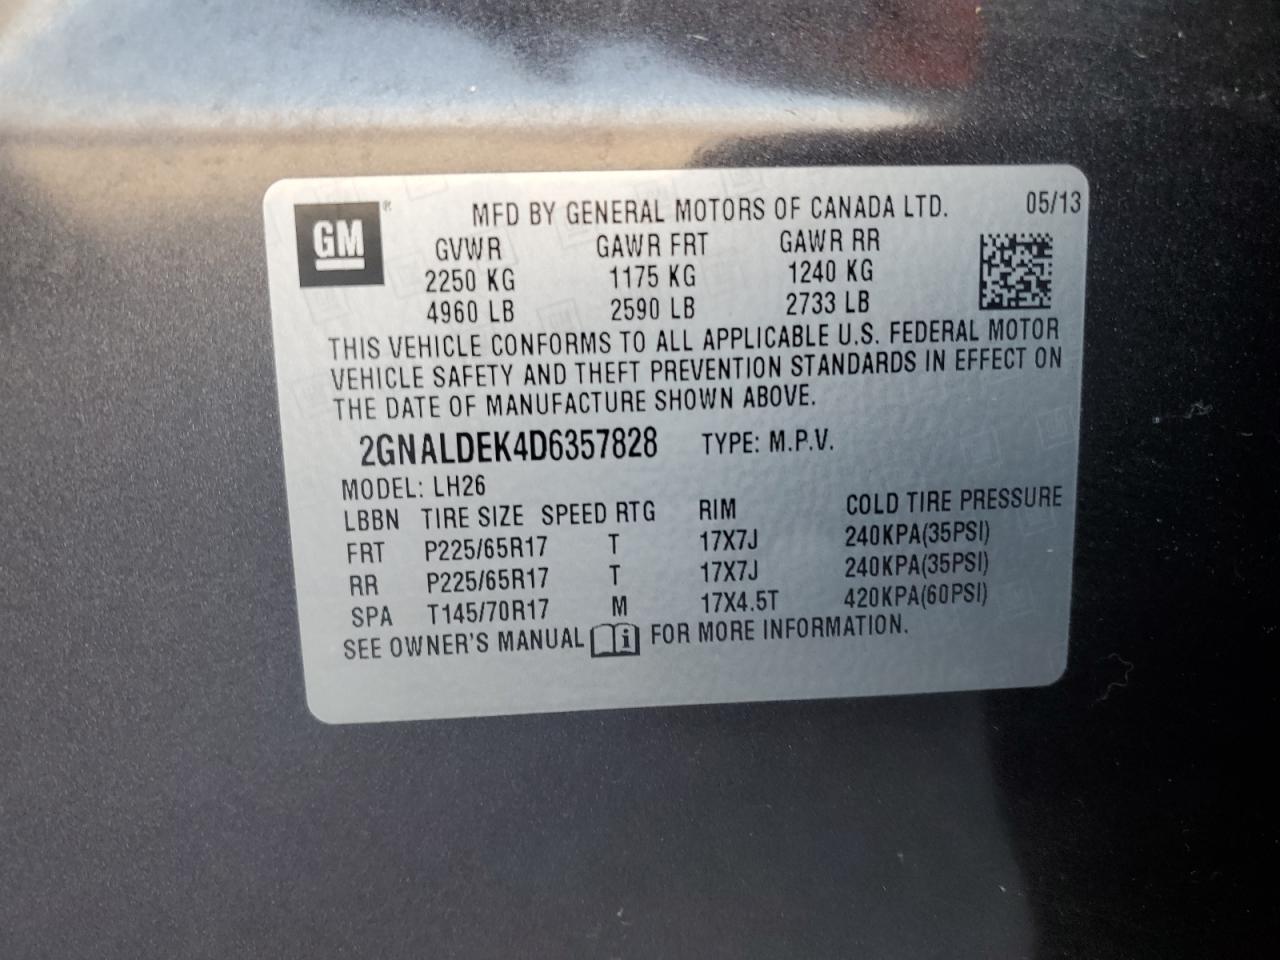 GM ®
MFD BY GENERAL MOTORS OF CANADA LTD. 05/13
GVWR GAWR FRT GAWR RR
2250 KG 1175 KG 1240 KG
4960 LB 2590 LB 2733 LB
THIS VEHICLE CONFORMS TO ALL APPLICABLE U.S. FEDERAL MOTOR
VEHICLE SAFETY AND THEFT PREVENTION STANDARDS IN EFFECT ON
THE DATE OF MANUFACTURE SHOWN ABOVE.
2GNALDEK4D6357828 TYPE: M.P.V.
MODEL: LH26
LBBN TIRE SIZE SPEED RTG RIM COLD TIRE PRESSURE
FRT P225/65R17 T 17X7J 240KPA(35PSI)
RR P225/65R17 T 17X7J 240KPA(35PSI)
SPA T145/70R17 M 17X4.5T 420KPA(60PSI)
SEE OWNER'S MANUAL i FOR MORE INFORMATION.